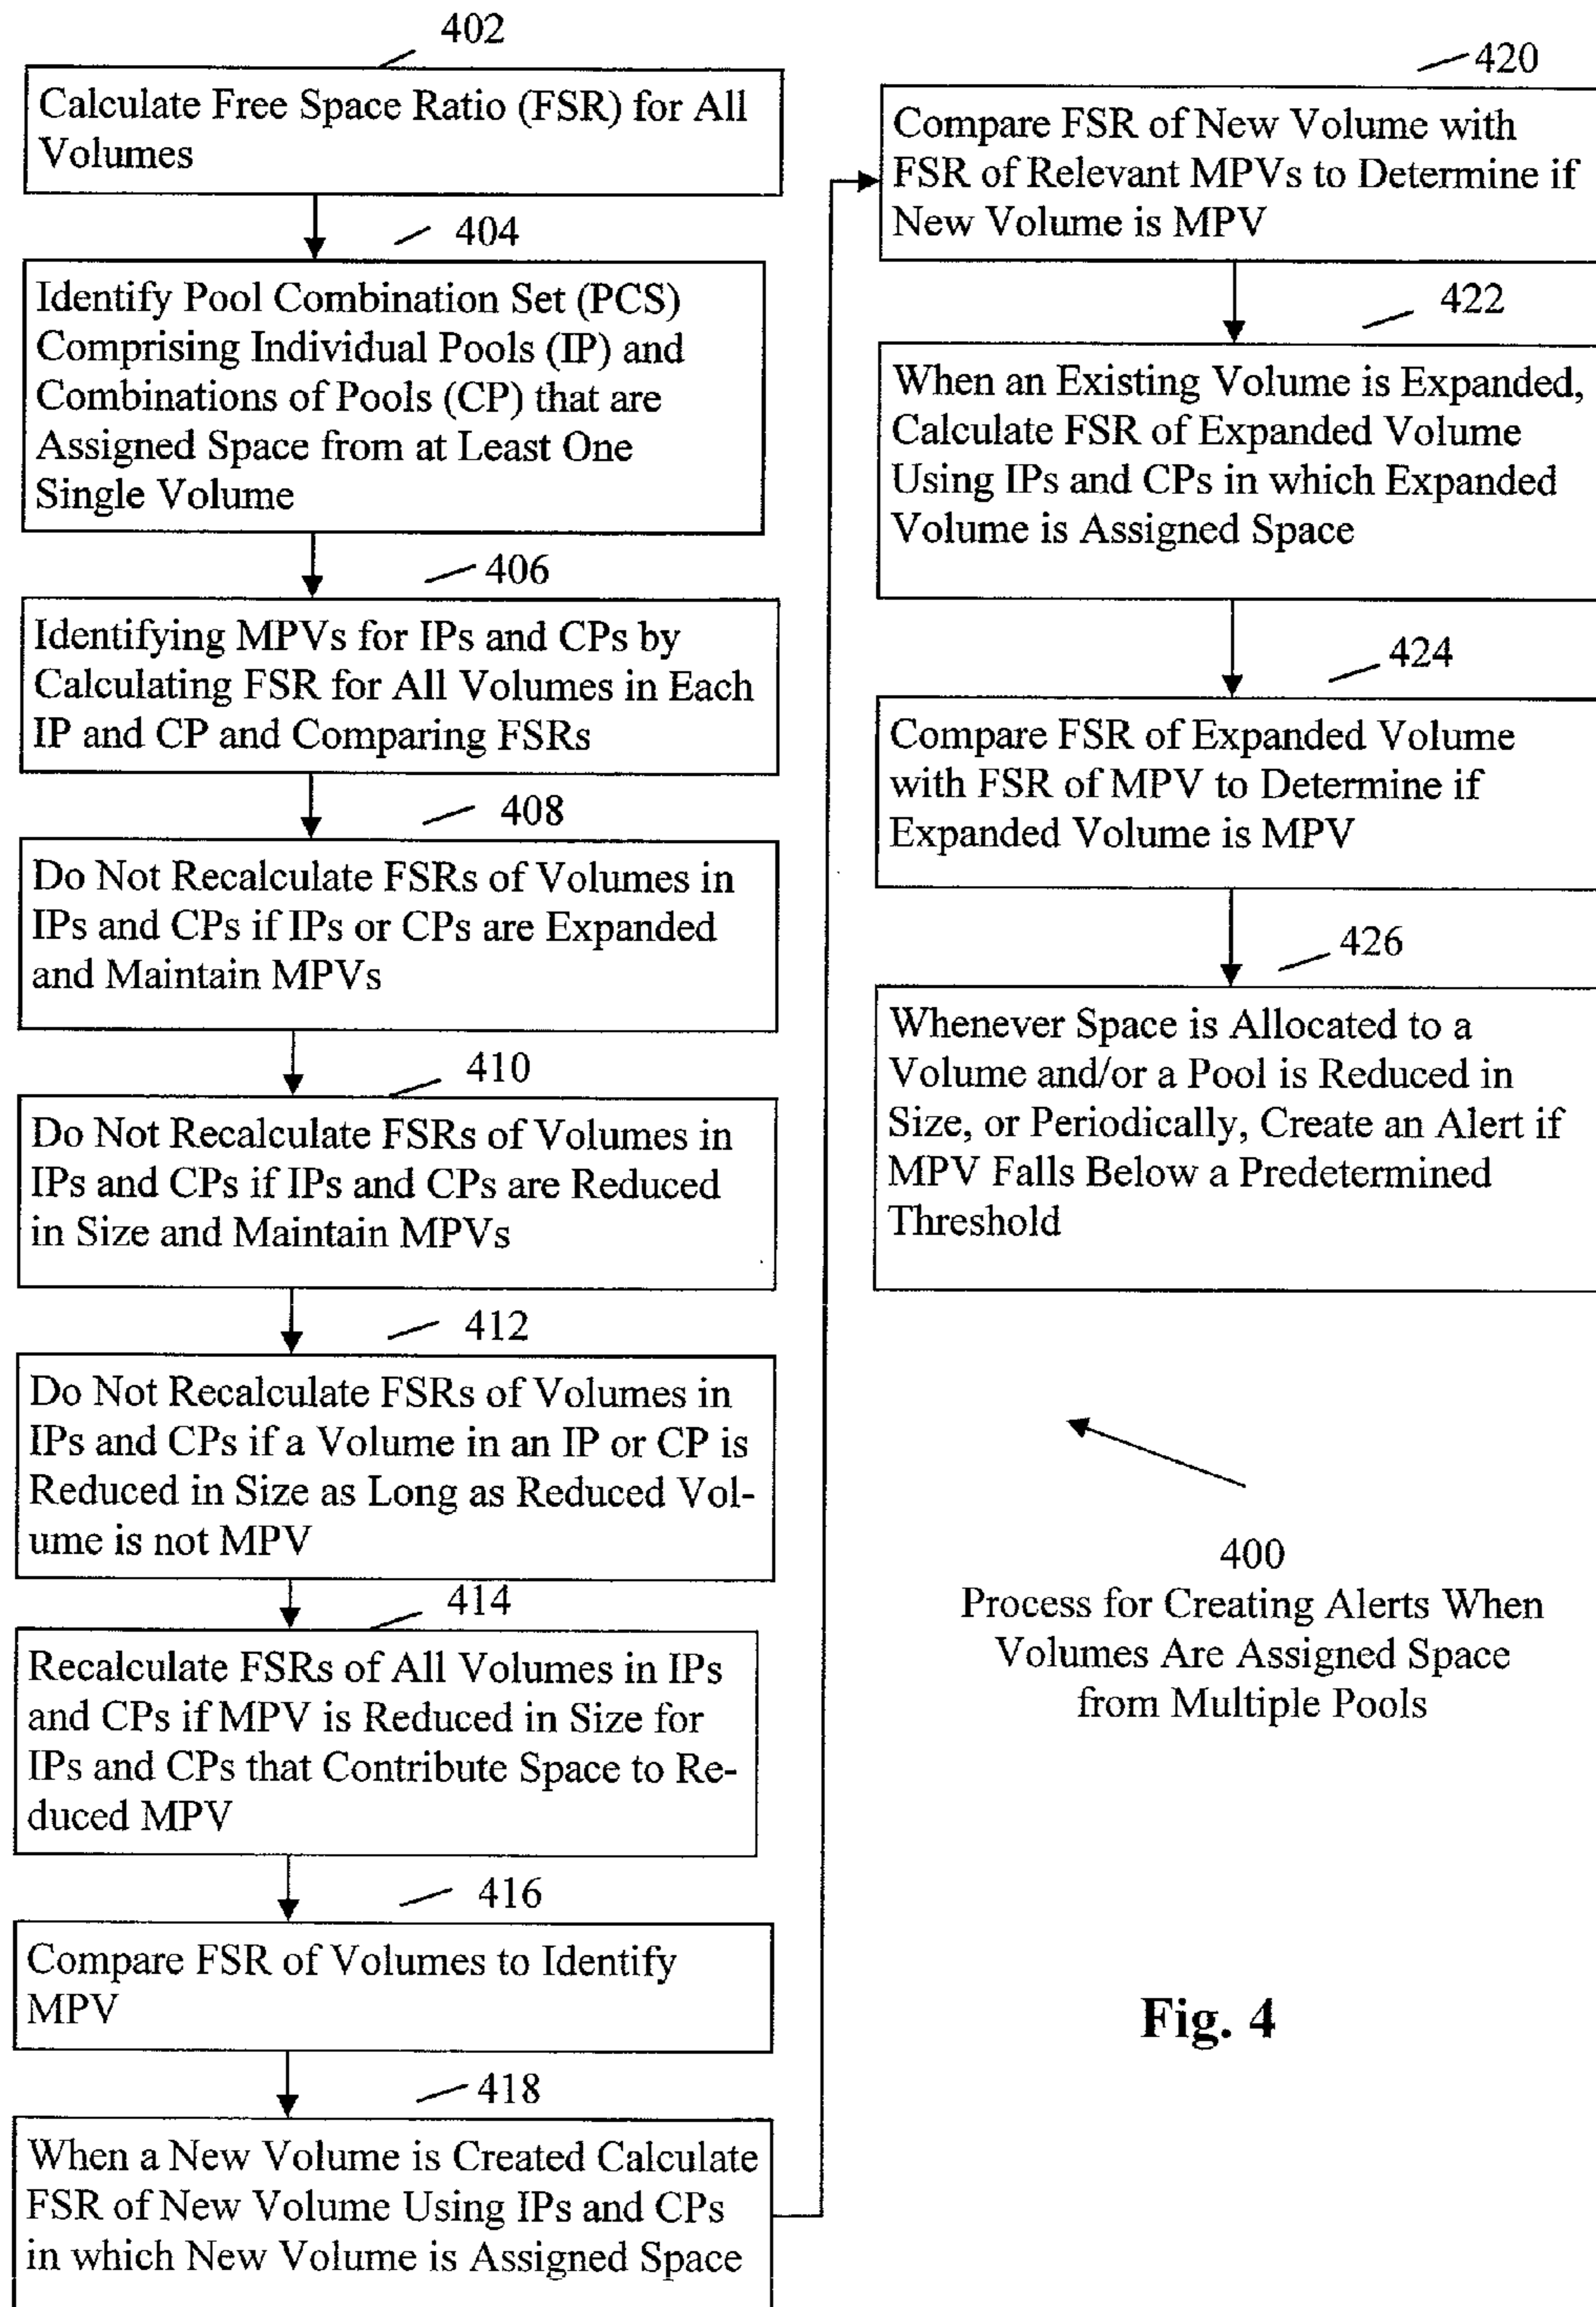 402
Calculate Free Space Ratio (FSR) for All
Volumes
404
Identify Pool Combination Set (PCS)
Comprising Individual Pools (IP) and
Combinations of Pools (CP) that are
Assigned Space from at Least One
Single Volume
406
Identifying MPVs for IPs and CPs by
Calculating FSR for All Volumes in Each
IP and CP and Comparing FSRs
408
Do Not Recalculate FSRs of Volumes in
IPs and CPs if IPs or CPs are Expanded
and Maintain MPVs
410
Do Not Recalculate FSRs of Volumes in
IPs and CPs if IPs and CPs are Reduced
in Size and Maintain MPVs
412
Do Not Recalculate FSRs of Volumes in
IPs and CPs if a Volume in an IP or CP is
Reduced in Size as Long as Reduced Vol-
ume is not MPV
414
Recalculate FSRs of All Volumes in IPs
and CPs if MPV is Reduced in Size for
IPs and CPs that Contribute Space to Re-
duced MPV
416
Compare FSR of Volumes to Identify
MPV
418
When a New Volume is Created Calculate
FSR of New Volume Using IPs and CPs
in which New Volume is Assigned Space
420
Compare FSR of New Volume with
FSR of Relevant MPVs to Determine if
New Volume is MPV
422
When an Existing Volume is Expanded,
Calculate FSR of Expanded Volume
Using IPs and CPs in which Expanded
Volume is Assigned Space
424
Compare FSR of Expanded Volume
with FSR of MPV to Determine if
Expanded Volume is MPV
426
Whenever Space is Allocated to a
Volume and/or a Pool is Reduced in
Size, or Periodically, Create an Alert if
MPV Falls Below a Predetermined
Threshold
400
Process for Creating Alerts When
Volumes Are Assigned Space
from Multiple Pools
Fig. 4